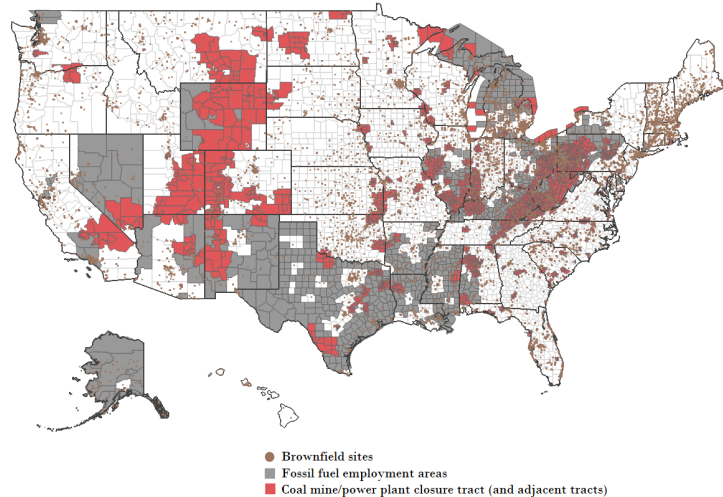 Brownfield sites
Fossil fuel employment areas
Coal mine/power plant closure tract (and adjacent tracts)